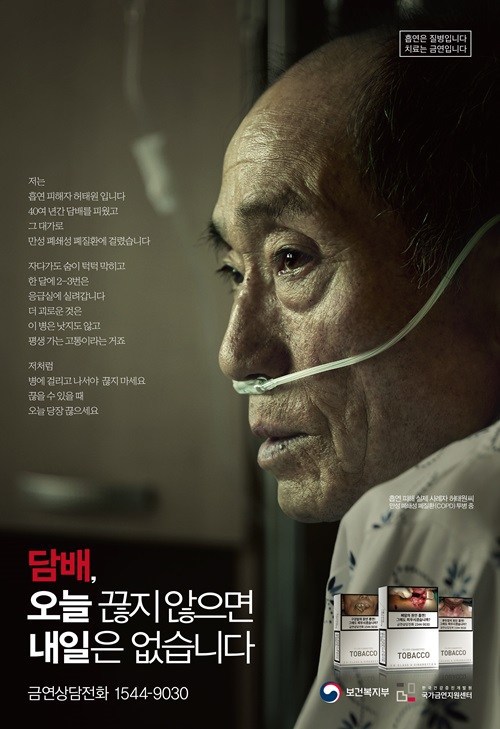 흡연은 질병입니다
치료는 금연입니다
저는
흡연 피해자 허태원 입니다
40여 년간 담배를 피웠고
그 대가로
만성 폐쇄성 폐질환에 걸렸습니다
자다가도 숨이 턱턱 막히고
한 달에 2~3번은
응급실에 실려갑니다
더 괴로운 것은
이 병은 낫지도 않고
평생 가는 고통이라는 거죠
저처럼
병에 걸리고 나서야 끊지 마세요
끊을 수 있을 때
오늘 당장 끊으세요
흡연 피해 실제 사례자 허태원씨
만성 폐쇄성 폐질환(COPD) 투병 중
담배,
오늘 끊지 않으면
내일은 없습니다
금연상담전화 1544-9030
TOBACCO
TOBACCO
TOBACCO
보건복지부
한국건강증진개발원
국가금연지원센터